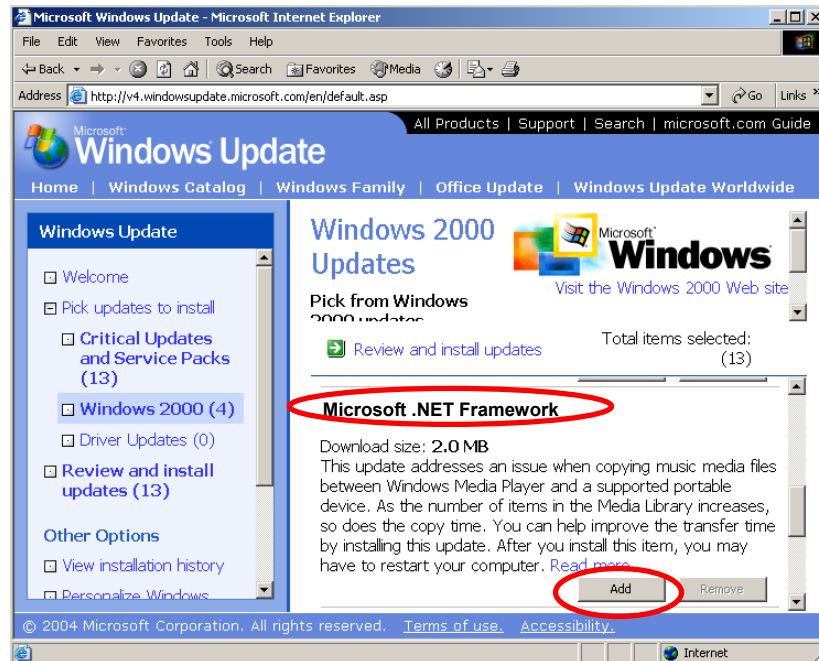 Microsoft Windows Update - Microsoft Internet Explorer
File Edit View Favorites Tools Help
Back Search Favorites Media
Address http://v4.windowsupdate.microsoft.com/en/default.asp Go Links »
All Products | Support | Search | microsoft.com Guide
Microsoft
Windows Update
Home | Windows Catalog | Windows Family | Office Update | Windows Update Worldwide
Windows Update
Welcome
Pick updates to install
Critical Updates
and Service Packs
(13)
Windows 2000 (4)
Driver Updates (0)
Review and install
updates (13)
Other Options
View installation history
Personalize Windows
Windows 2000
Updates
Microsoft
Windows
Visit the Windows 2000 Web site
Pick from Windows
2000 updates
Review and install updates
Total items selected:
(13)
Microsoft .NET Framework
Download size: 2.0 MB
This update addresses an issue when copying music media files
between Windows Media Player and a supported portable
device. As the number of items in the Media Library increases,
so does the copy time. You can help improve the transfer time
by installing this update. After you install this item, you may
have to restart your computer. Read more...
Add Remove
© 2004 Microsoft Corporation. All rights reserved. Terms of use. Accessibility.
Internet